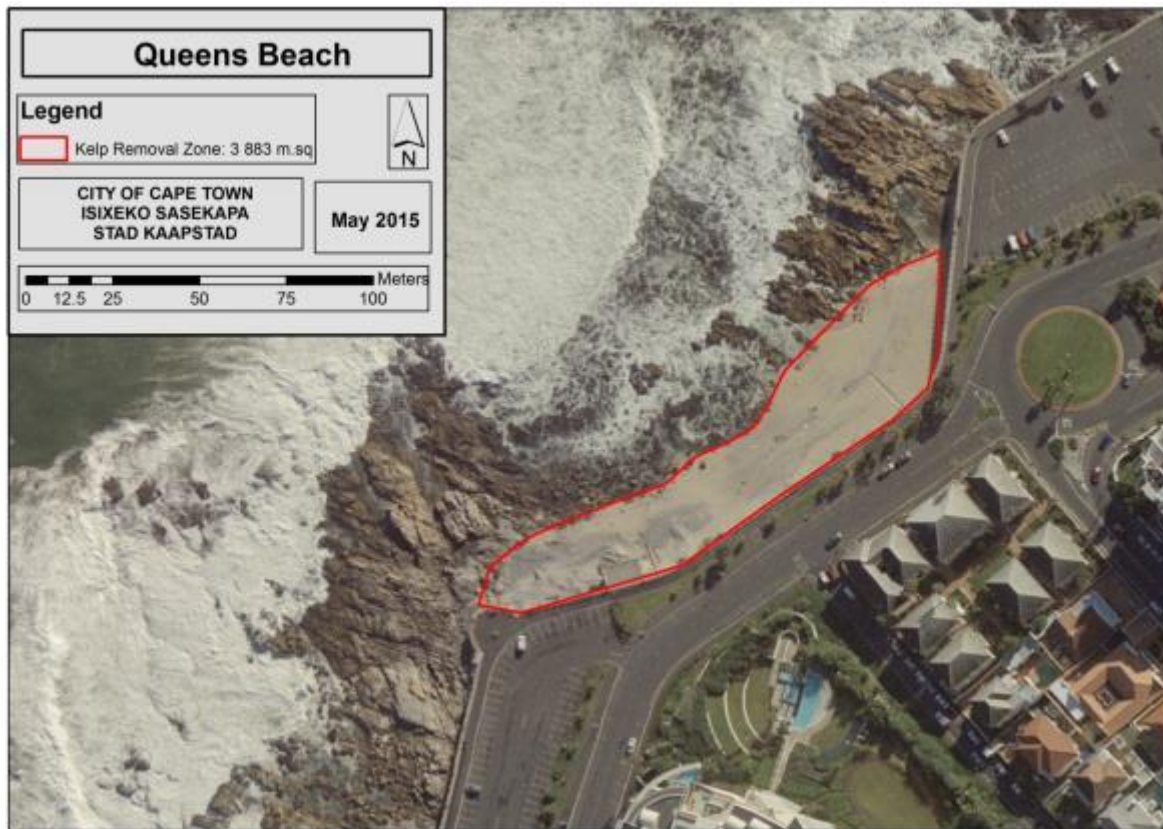 Queens Beach
Legend
Kelp Removal Zone: 3 883 m.sq
N
CITY OF CAPE TOWN
ISIXEKO SASEKAPA
STAD KAAPSTAD
May 2015
Meters
0 12.5 25 50 75 100